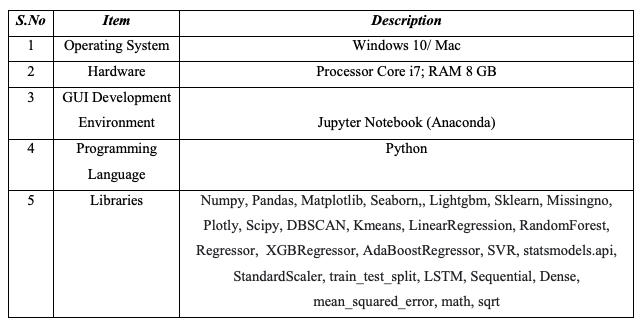 S.No Item Description
1 Operating System Windows 10/ Mac
2 Hardware Processor Core i7; RAM 8 GB
3 GUI Development
Environment Jupyter Notebook (Anaconda)
4 Programming Python
Language
5 Libraries Numpy, Pandas, Matplotlib, Seaborn,, Lightgbm, Sklearn, Missingno,
Plotly, Scipy, DBSCAN, Kmeans, LinearRegression, RandomForest,
Regressor, XGBRegressor, AdaBoostRegressor, SVR, statsmodels.api,
StandardScaler, train_test_split, LSTM, Sequential, Dense,
mean_squared_error, math, sqrt